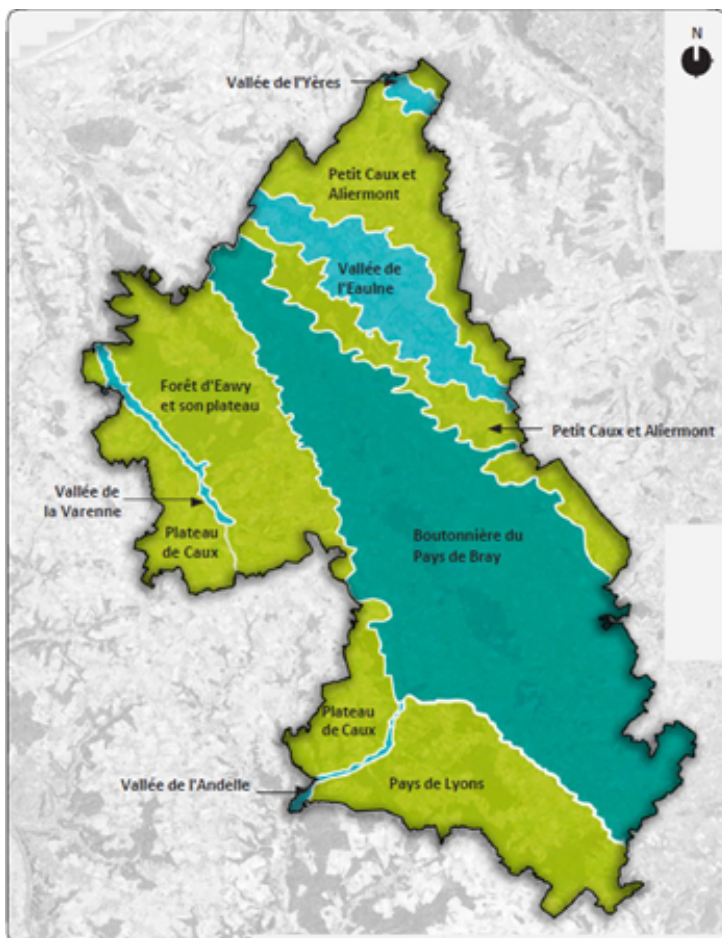 N
Vallée de l'Yères
Petit Caux et
Aliermont
Vallée de
l'Eaulne
Forêt d'Eawy
et son plateau
Petit Caux et Aliermont
Vallée de
la Varenne
Plateau
de Caux
Boutonnière du
Pays de Bray
Plateau
de Caux
Vallée de l'Andelle
Pays de Lyons